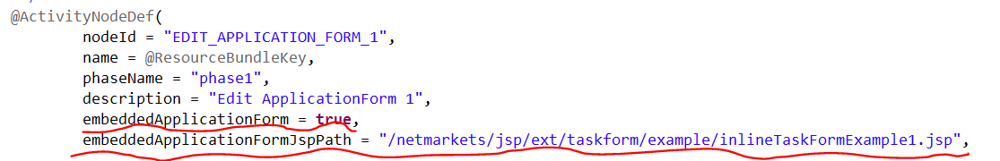 @ActivityNodeDef(
nodeId = "EDIT_APPLICATION_FORM_1",
name = @ResourceBundleKey,
phaseName = "phase1",
description = "Edit ApplicationForm 1",
embeddedApplicationForm = true,
embeddedApplicationFormJspPath = "/netmarkets/jsp/ext/taskform/example/inlineTaskFormExample1.jsp",